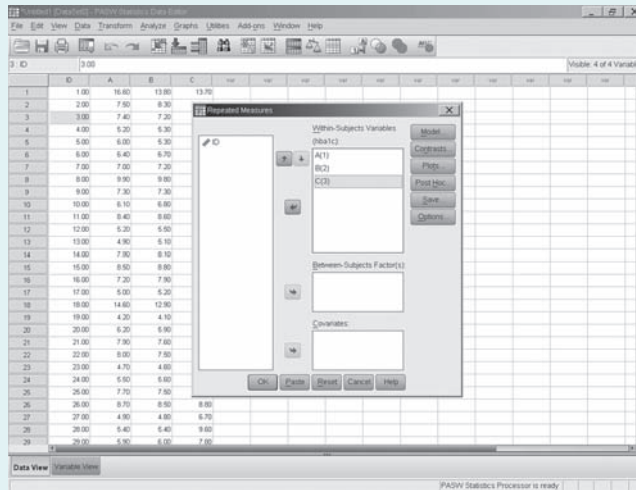 *Untitled1 [DataSet0] - PASW Statistics Data Editor
File Edit View Data Transform Analyze Graphs Utilities Add-ons Window Help
3 : ID 3.00 Visible: 4 of 4 Variabl
ID A B C var var var var var var var var var
1 1.00 16.60 13.80 13.70
2 2.00 7.50 8.30
3 3.00 7.40 7.20
4 4.00 5.20 5.30
5 5.00 6.00 5.30
6 6.00 6.40 6.70
7 7.00 7.00 7.20
8 8.00 9.90 9.80
9 9.00 7.30 7.30
10 10.00 6.10 6.80
11 11.00 8.40 8.60
12 12.00 5.20 5.50
13 13.00 4.90 5.10
14 14.00 7.90 8.10
15 15.00 8.50 8.80
16 16.00 7.20 7.90
17 17.00 5.00 5.20
18 18.00 14.60 12.90
19 19.00 4.20 4.10
20 20.00 6.20 5.90
21 21.00 7.90 7.60
22 22.00 8.00 7.50
23 23.00 4.70 4.80
24 24.00 5.50 5.60
25 25.00 7.70 7.50
26 26.00 8.70 8.50 8.80
27 27.00 4.90 4.80 6.70
28 28.00 5.40 5.40 9.60
29 29.00 5.90 6.00 7.80
Repeated Measures
ID
Within-Subjects Variables
(hba1c):
A(1)
B(2)
C(3)
Between-Subjects Factor(s):
Covariates:
Model...
Contrasts...
Plots...
Post Hoc...
Save...
Options...
OK Paste Reset Cancel Help
Data View Variable View
PASW Statistics Processor is ready